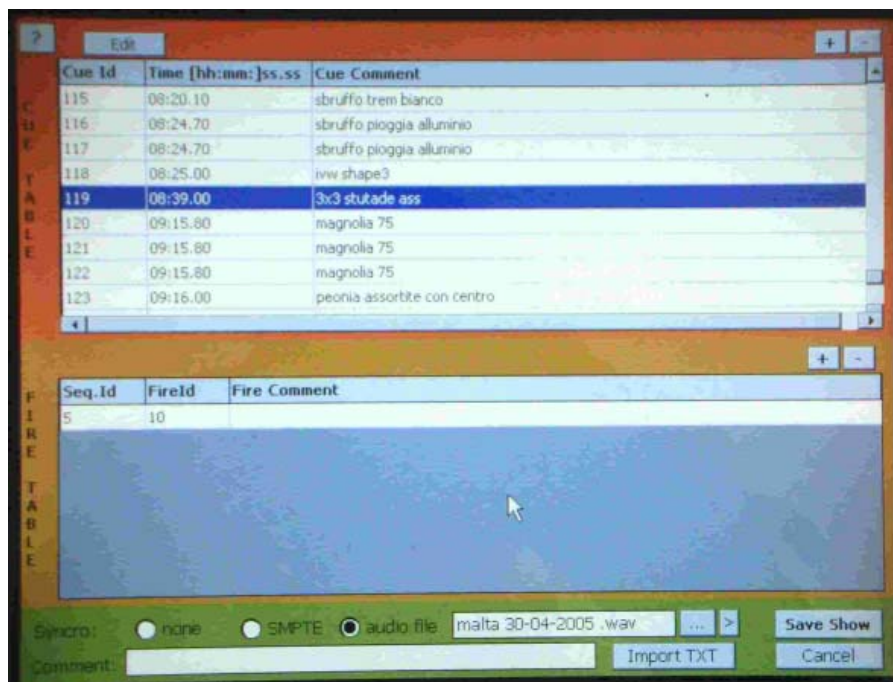 ?
Edit
+ -
CUE TABLE
Cue Id Time [hh:mm:]ss.ss Cue Comment
115 08:20.10 sbruffo trem bianco
116 08:24.70 sbruffo pioggia alluminio
117 08:24.70 sbruffo pioggia alluminio
118 08:25.00 ivw shape3
119 08:39.00 3x3 stutade ass
120 09:15.80 magnolia 75
121 09:15.80 magnolia 75
122 09:15.80 magnolia 75
123 09:16.00 peonia assortite con centro
+ -
FIRE TABLE
Seq.Id FireId Fire Comment
5 10
Syncro: none SMPTE audio file malta 30-04-2005 .wav ... > Save Show
Comment: Import TXT Cancel